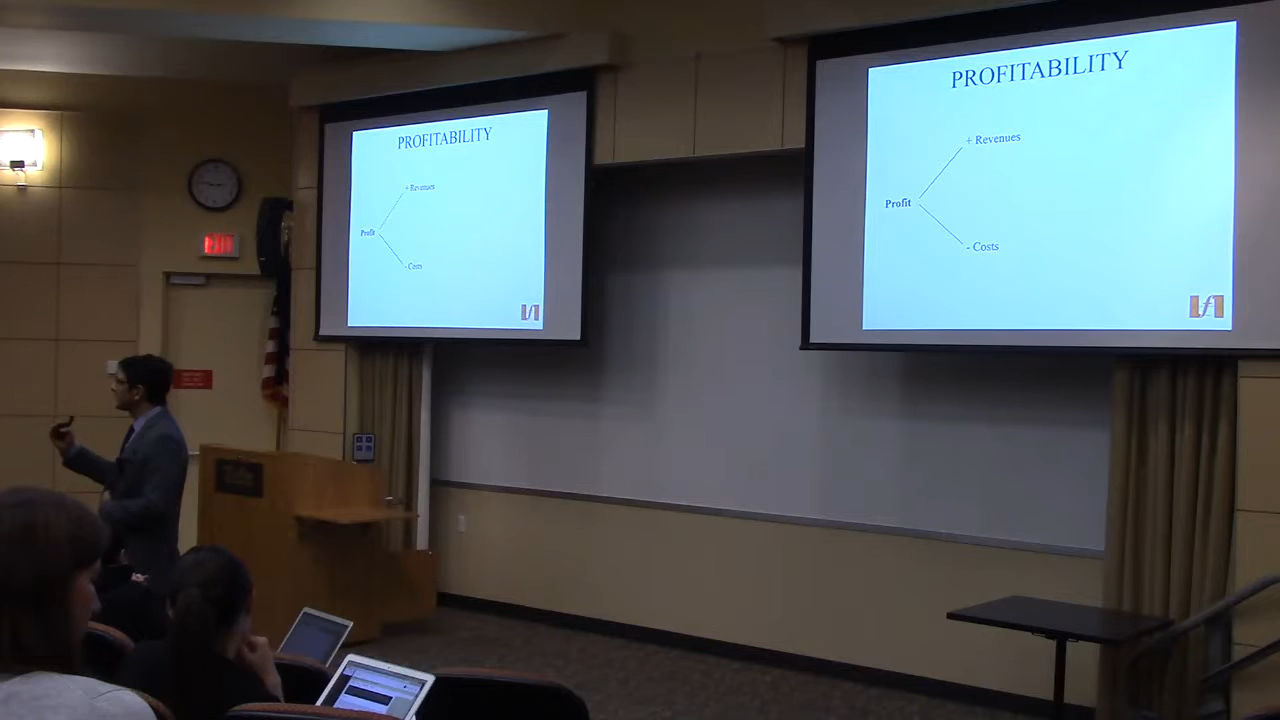 PROFITABILITY
+ Revenues
Profit
- Costs
PROFITABILITY
+ Revenues
Profit
- Costs
EXIT